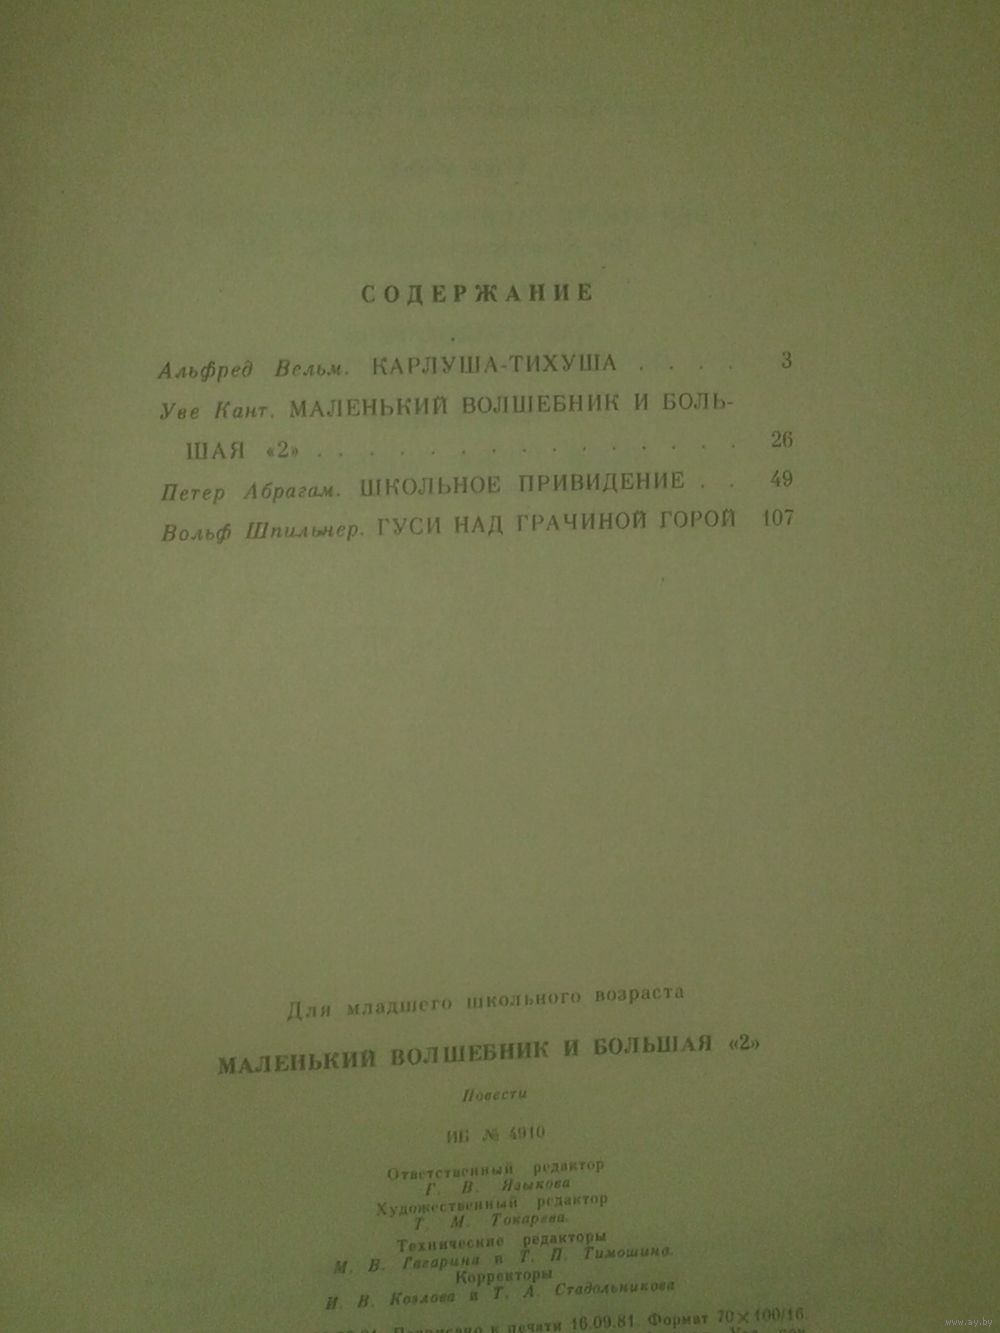 СОДЕРЖАНИЕ
Альфред Вельм. КАРЛУША-ТИХУША . . . . 3
Уве Кант. МАЛЕНЬКИЙ ВОЛШЕБНИК И БОЛЬ-
ШАЯ «2» . . . . . . . . . . . . . . 26
Петер Абрагам. ШКОЛЬНОЕ ПРИВИДЕНИЕ . . 49
Вольф Шпильнер. ГУСИ НАД ГРАЧИНОЙ ГОРОЙ 107
Для младшего школьного возраста
МАЛЕНЬКИЙ ВОЛШЕБНИК И БОЛЬШАЯ «2»
Повести
ИБ № 4910
Ответственный редактор
Г. В. Языкова
Художественный редактор
Т. М. Токарева.
Технические редакторы
М. В. Гагарина и Т. П. Тимошина.
Корректоры
И. В. Козлова и Т. А. Стадольникова
Подписано к печати 16.09.81. Формат 70×100/16.
www.ay.by